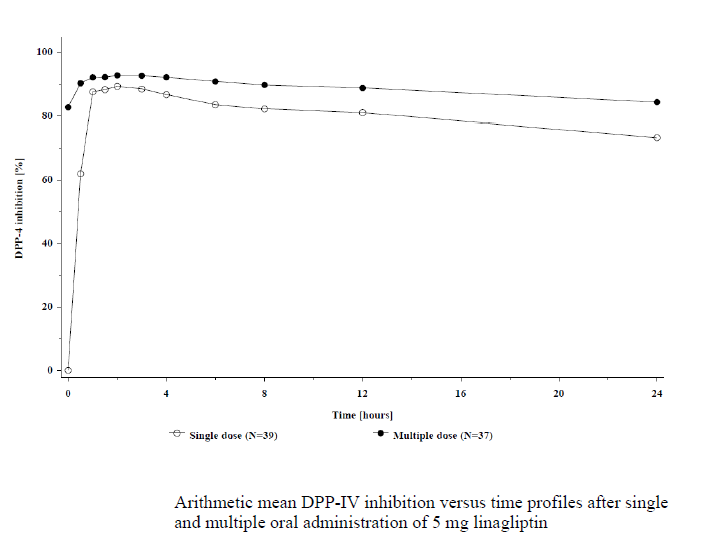 100
80
60
40
20
0
DPP-4 inhibition [%]
0 4 8 12 16 20 24
Time [hours]
Single dose (N=39) Multiple dose (N=37)
Arithmetic mean DPP-IV inhibition versus time profiles after single
and multiple oral administration of 5 mg linagliptin